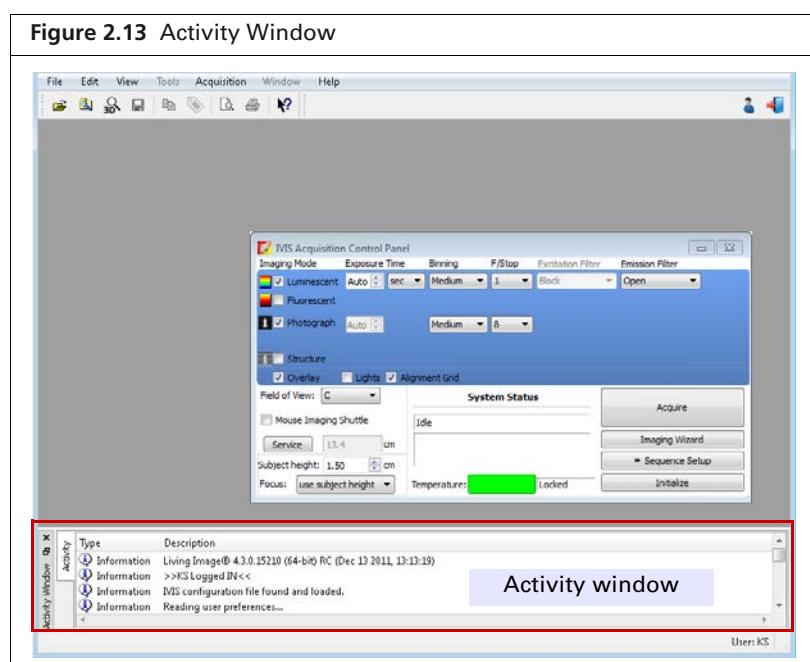 Figure 2.13 Activity Window
File Edit View Tools Acquisition Window Help
3D
IVIS Acquisition Control Panel
Imaging Mode Exposure Time Binning F/Stop Excitation Filter Emission Filter
Luminescent Auto sec Medium 1 Block Open
Fluorescent
Photograph Auto Medium 8
Structure
Overlay Lights Alignment Grid
Field of View: C System Status
Acquire
Mouse Imaging Shuttle Idle
Imaging Wizard
Service 13.4 cm
Sequence Setup
Subject height: 1.50 cm
Focus: use subject height Temperature: Locked Initialize
Activity Window
Activity
Type Description
Information Living Image® 4.3.0.15210 (64-bit) RC (Dec 13 2011, 13:13:19)
Information >>KS Logged IN<<
Information IVIS configuration file found and loaded.
Information Reading user preferences...
Activity window
User: KS